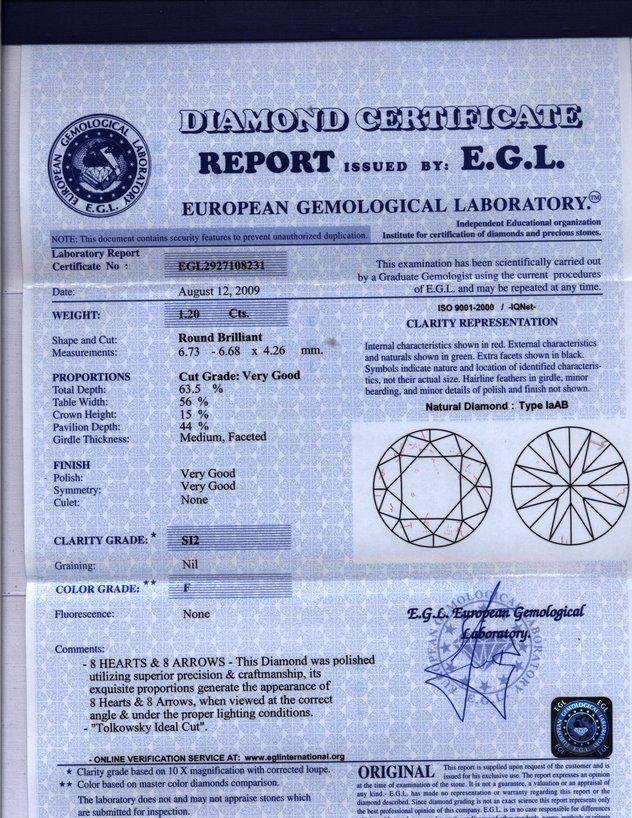 DIAMOND CERTIFICATE
REPORT ISSUED BY: E.G.L.
EUROPEAN GEMOLOGICAL LABORATORY.™
EUROPEAN GEMOLOGICAL LABORATORY
E.G.L.
Independent Educational organization
Institute for certification of diamonds and precious stones.
NOTE: This document contains security features to prevent unauthorized duplication.
Laboratory Report
Certificate No : EGL2927108231
Date: August 12, 2009
WEIGHT: 1.20 Cts.
Shape and Cut: Round Brilliant
Measurements: 6.73 - 6.68 x 4.26 mm.
PROPORTIONS Cut Grade: Very Good
Total Depth: 63.5 %
Table Width: 56 %
Crown Height: 15 %
Pavilion Depth: 44 %
Girdle Thickness: Medium, Faceted
FINISH
Polish: Very Good
Symmetry: Very Good
Culet: None
CLARITY GRADE: * SI2
Graining: Nil
COLOR GRADE: ** F
Fluorescence: None
Comments:
- 8 HEARTS & 8 ARROWS - This Diamond was polished
utilizing superior precision & craftmanship, its
exquisite proportions generate the appearance of
8 Hearts & 8 Arrows, when viewed at the correct
angle & under the proper lighting conditions.
- "Tolkowsky Ideal Cut".
- ONLINE VERIFICATION SERVICE AT: www.eglinternational.org
* Clarity grade based on 10 X magnification with corrected loupe.
** Color based on master color diamonds comparison.
The laboratory does not and may not appraise stones which
are submitted for inspection.
This examination has been scientifically carried out
by a Graduate Gemologist using the current procedures
of E.G.L. and may be repeated at any time.
ISO 9001-2000 / -IQNet-
CLARITY REPRESENTATION
Internal characteristics shown in red. External characteristics
and naturals shown in green. Extra facets shown in black.
Symbols indicate nature and location of identified characteris-
tics, not their actual size. Hairline feathers in girdle, minor
bearding, and minor details of polish and finish not shown.
Natural Diamond : Type IaAB
E.G.L. European Gemological
Laboratory.
EGL
EGL
ORIGINAL This report is supplied upon request of the customer and is
issued for his exclusive use. The report expresses an opinion
at the time of examination of the stone. It is not a guarantee, a valuation or an appraisal of
any kind.- E.G.L. has made no representation or warranty regarding this report or the
diamond described. Since diamond grading is not an exact science this report represents only
the best professional opinion of this company. E.G.L. is in no case responsible for differences